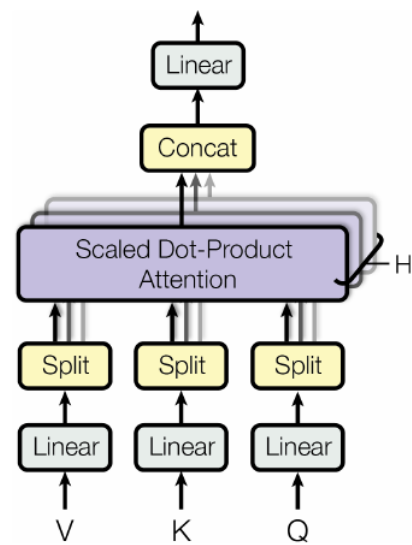 Linear
Concat
Scaled Dot-Product
Attention
H
Split Split Split
Linear Linear Linear
V K Q